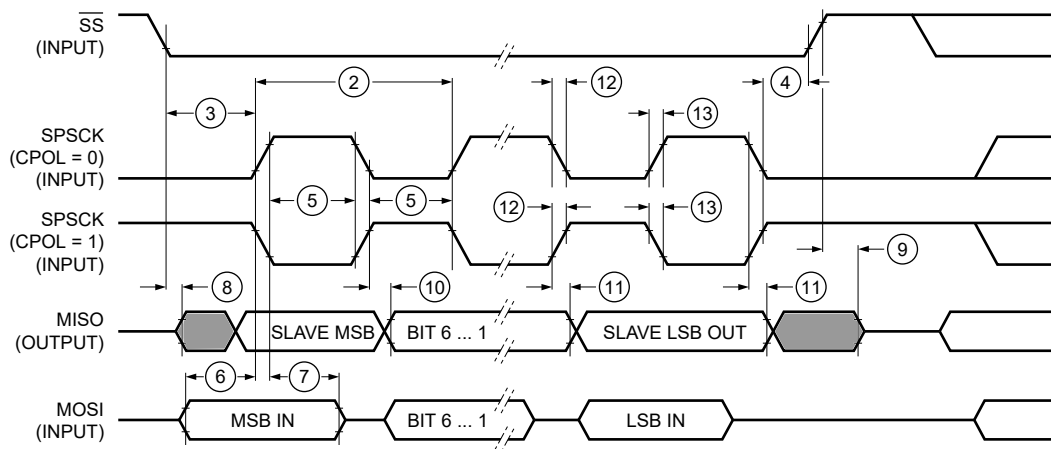 SS
(INPUT)
2
12
4
3
13
SPSCK
(CPOL = 0)
(INPUT)
5
5
12
13
SPSCK
(CPOL = 1)
(INPUT)
9
8
10
11
11
MISO
(OUTPUT)
SLAVE MSB
BIT 6 ... 1
SLAVE LSB OUT
6
7
MOSI
(INPUT)
MSB IN
BIT 6 ... 1
LSB IN